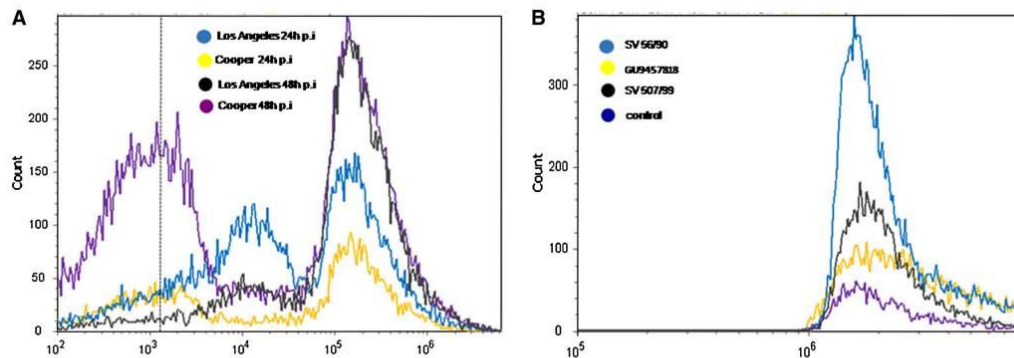 A
Los Angeles 24h p.i
Cooper 24h p.i
Los Angeles 48h p.i
Cooper 48h p.i
Count
250
200
150
100
50
0
10²
10³
10⁴
10⁵
10⁶
B
SV 56/90
GU9457818
SV 507/99
control
Count
300
200
100
0
10⁵
10⁶